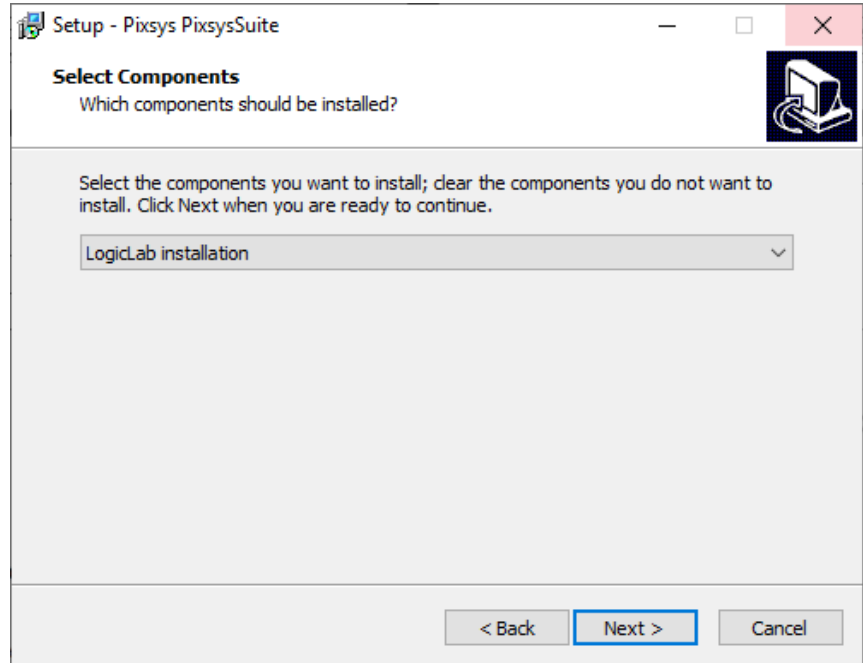 Setup - Pixsys PixsysSuite
Select Components
Which components should be installed?
Select the components you want to install; clear the components you do not want to
install. Click Next when you are ready to continue.
LogicLab installation
< Back
Next >
Cancel